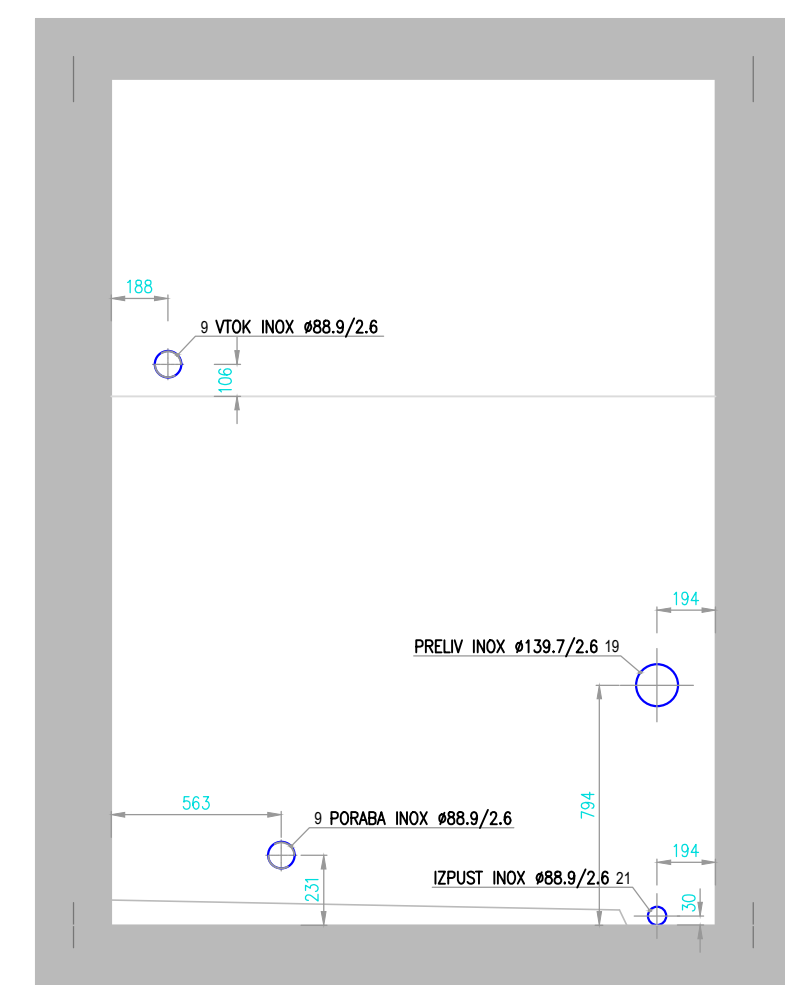 188
9 VTOK INOX ø88.9/2.6
106
194
PRELIV INOX ø139.7/2.6 19
563
794
9 PORABA INOX ø88.9/2.6
194
IZPUST INOX ø88.9/2.6 21
231
30